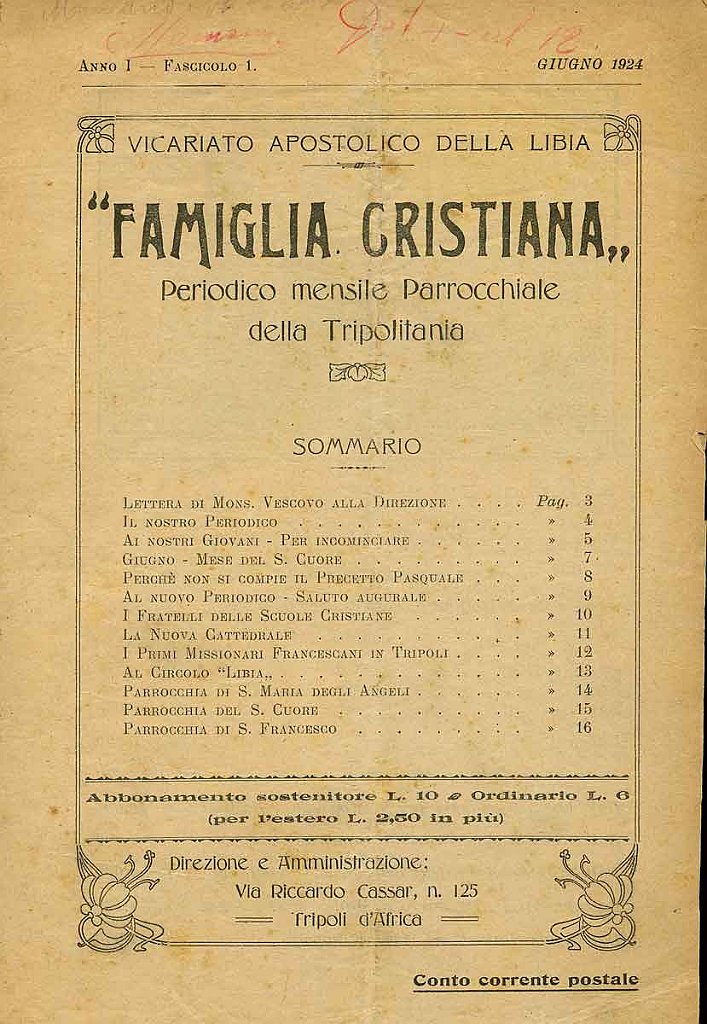 ANNO I — FASCICOLO 1.
GIUGNO 1924
VICARIATO APOSTOLICO DELLA LIBIA
“FAMIGLIA CRISTIANA„
Periodico mensile Parrocchiale
della Tripolitania
SOMMARIO
LETTERA DI MONS. VESCOVO ALLA DIREZIONE . . . . Pag. 3
IL NOSTRO PERIODICO . . . . . . . . . . . . » 4
AI NOSTRI GIOVANI - PER INCOMINCIARE . . . . . . » 5
GIUGNO - MESE DEL S. CUORE . . . . . . . . . » 7
PERCHÈ NON SI COMPIE IL PRECETTO PASQUALE . . . » 8
AL NUOVO PERIODICO - SALUTO AUGURALE . . . . . » 9
I FRATELLI DELLE SCUOLE CRISTIANE . . . . . . » 10
LA NUOVA CATTEDRALE . . . . . . . . . . . » 11
I PRIMI MISSIONARI FRANCESCANI IN TRIPOLI . . . . » 12
AL CIRCOLO “LIBIA„ . . . . . . . . . . . . . » 13
PARROCCHIA DI S. MARIA DEGLI ANGELI . . . . . . » 14
PARROCCHIA DEL S. CUORE . . . . . . . . . . » 15
PARROCCHIA DI S. FRANCESCO . . . . . . . . . » 16
Abbonamento sostenitore L. 10 Ordinario L. 6
(per l'estero L. 2,50 in più)
Direzione e Amministrazione:
Via Riccardo Cassar, n. 125
Tripoli d'Africa
Conto corrente postale